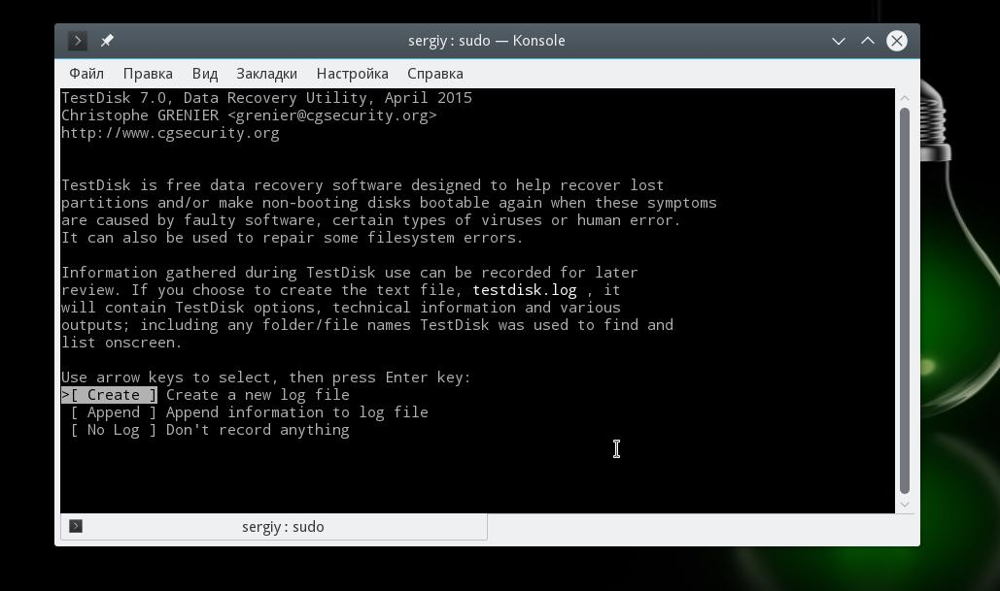 sergiy : sudo — Konsole
Файл Правка Вид Закладки Настройка Справка
TestDisk 7.0, Data Recovery Utility, April 2015
Christophe GRENIER <grenier@cgsecurity.org>
http://www.cgsecurity.org
TestDisk is free data recovery software designed to help recover lost
partitions and/or make non-booting disks bootable again when these symptoms
are caused by faulty software, certain types of viruses or human error.
It can also be used to repair some filesystem errors.
Information gathered during TestDisk use can be recorded for later
review. If you choose to create the text file, testdisk.log , it
will contain TestDisk options, technical information and various
outputs; including any folder/file names TestDisk was used to find and
list onscreen.
Use arrow keys to select, then press Enter key:
>[ Create ] Create a new log file
[ Append ] Append information to log file
[ No Log ] Don't record anything
sergiy : sudo